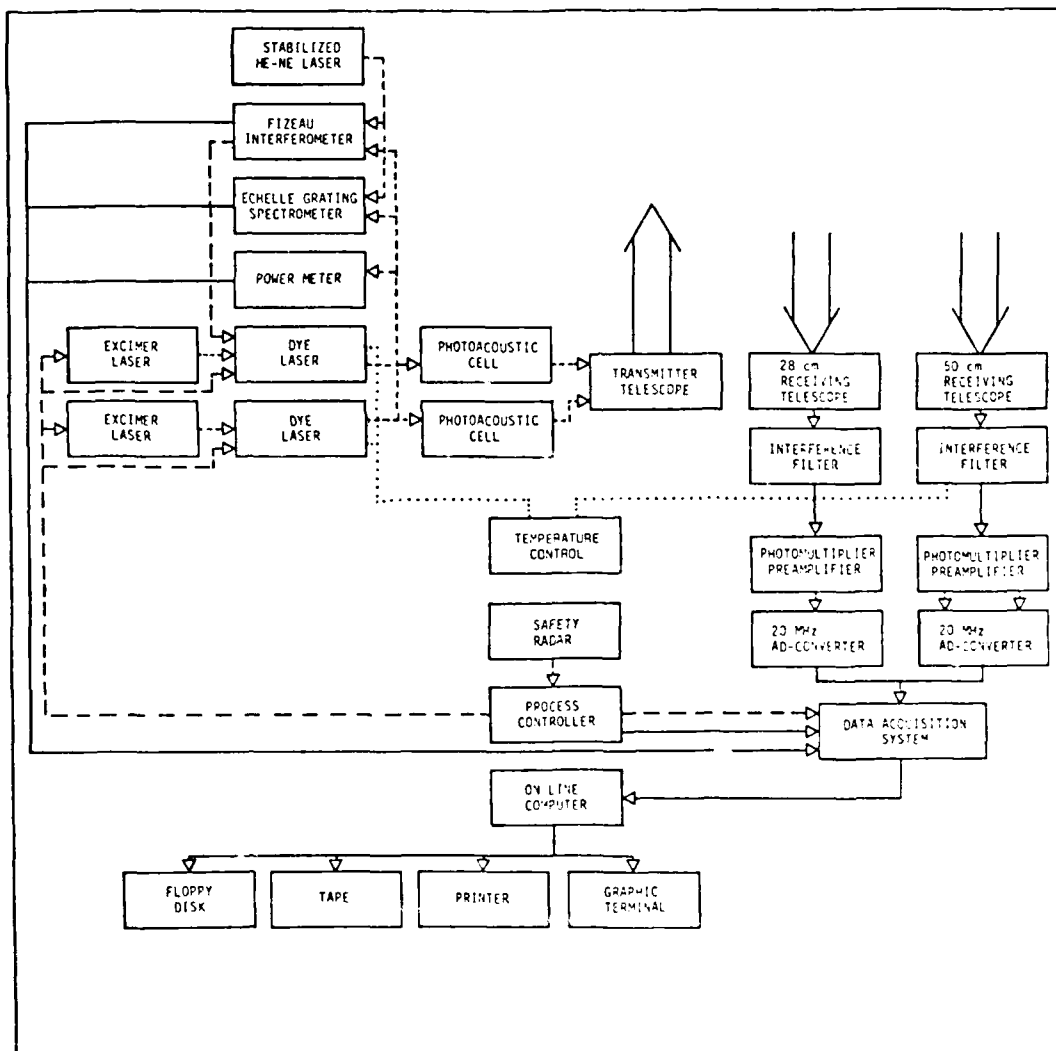 STABILIZED
HE-NE LASER
FIZEAU
INTERFEROMETER
ECHELLE GRATING
SPECTROMETER
POWER METER
EXCIMER
LASER
DYE
LASER
PHOTOACOUSTIC
CELL
TRANSMITTER
TELESCOPE
28 cm
RECEIVING
TELESCOPE
50 cm
RECEIVING
TELESCOPE
EXCIMER
LASER
DYE
LASER
PHOTOACOUSTIC
CELL
INTERFERENCE
FILTER
INTERFERENCE
FILTER
TEMPERATURE
CONTROL
PHOTOMULTIPLIER
PREAMPLIFIER
PHOTOMULTIPLIER
PREAMPLIFIER
SAFETY
RADAR
20 MHz
AD-CONVERTER
20 MHz
AD-CONVERTER
PROCESS
CONTROLLER
DATA ACQUISITION
SYSTEM
ON LINE
COMPUTER
FLOPPY
DISK
TAPE
PRINTER
GRAPHIC
TERMINAL